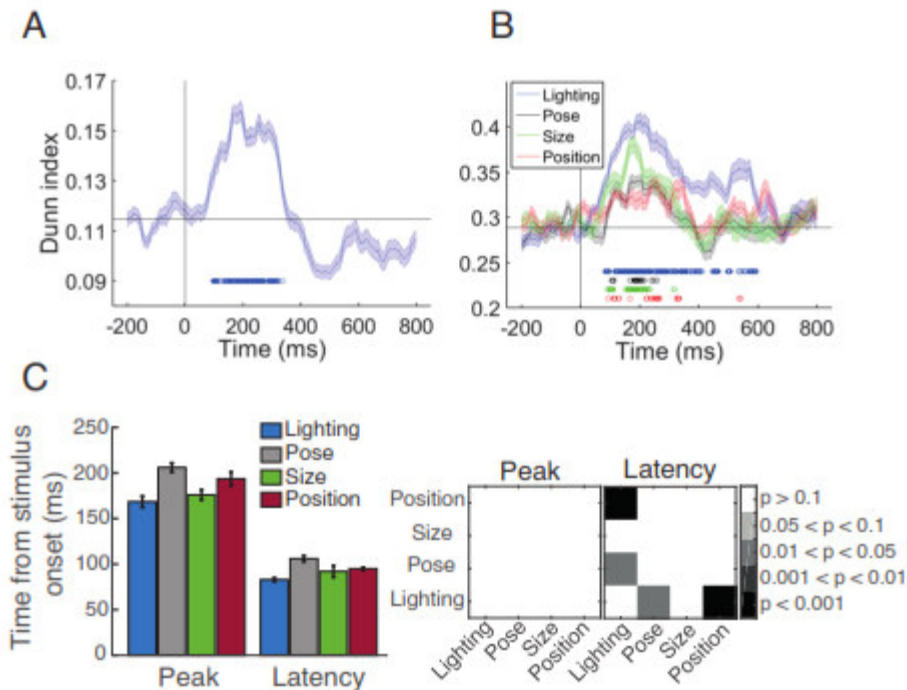 A
B
0.17
0.15
0.13
0.11
0.09
Dunn index
-200 0 200 400 600 800
Time (ms)
Lighting
Pose
Size
Position
0.4
0.35
0.3
0.25
0.2
-200 0 200 400 600 800
Time (ms)
C
250
200
150
100
50
0
Time from stimulus
onset (ms)
Lighting
Pose
Size
Position
Peak Latency
Peak Latency
Position
Size
Pose
Lighting
Lighting Pose Size Position
Lighting Pose Size Position
p > 0.1
0.05 < p < 0.1
0.01 < p < 0.05
0.001 < p < 0.01
p < 0.001